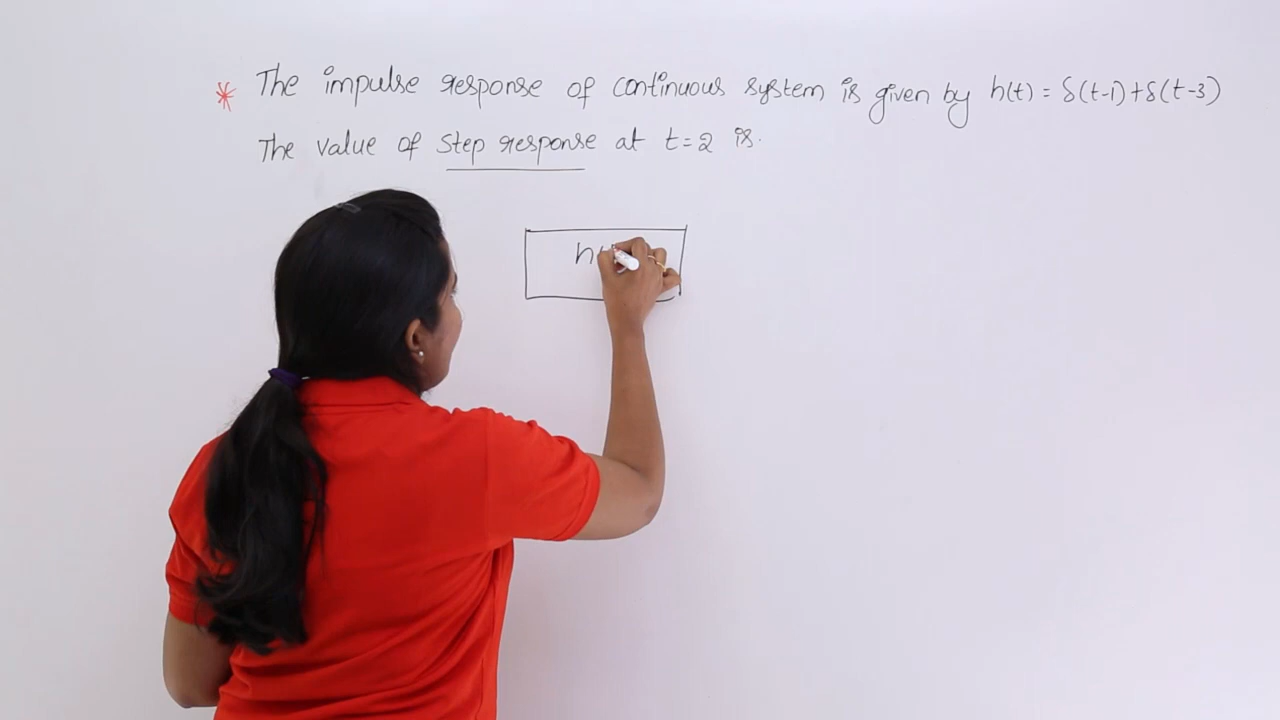 * The impulse response of continuous system is given by h(t) = δ(t-1)+δ(t-3)
The value of step response at t=2 is.
h